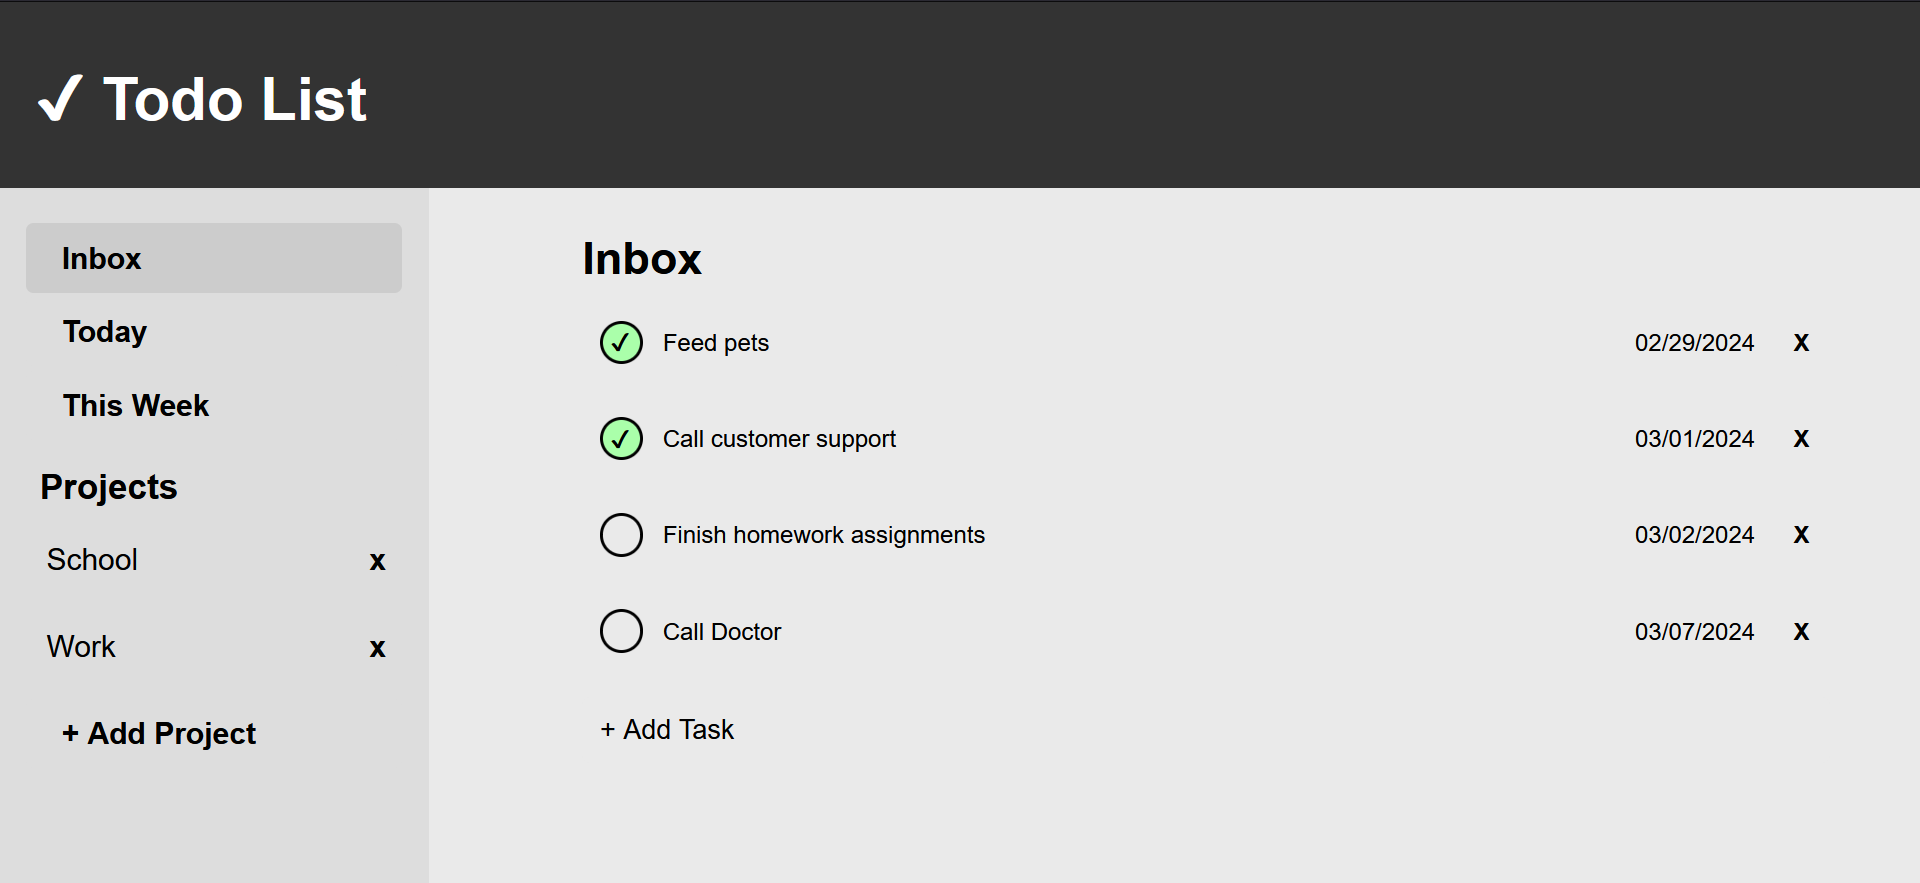 ✓ Todo List
Inbox
Today
This Week
Projects
School x
Work x
+ Add Project
Inbox
✓ Feed pets 02/29/2024 X
✓ Call customer support 03/01/2024 X
Finish homework assignments 03/02/2024 X
Call Doctor 03/07/2024 X
+ Add Task